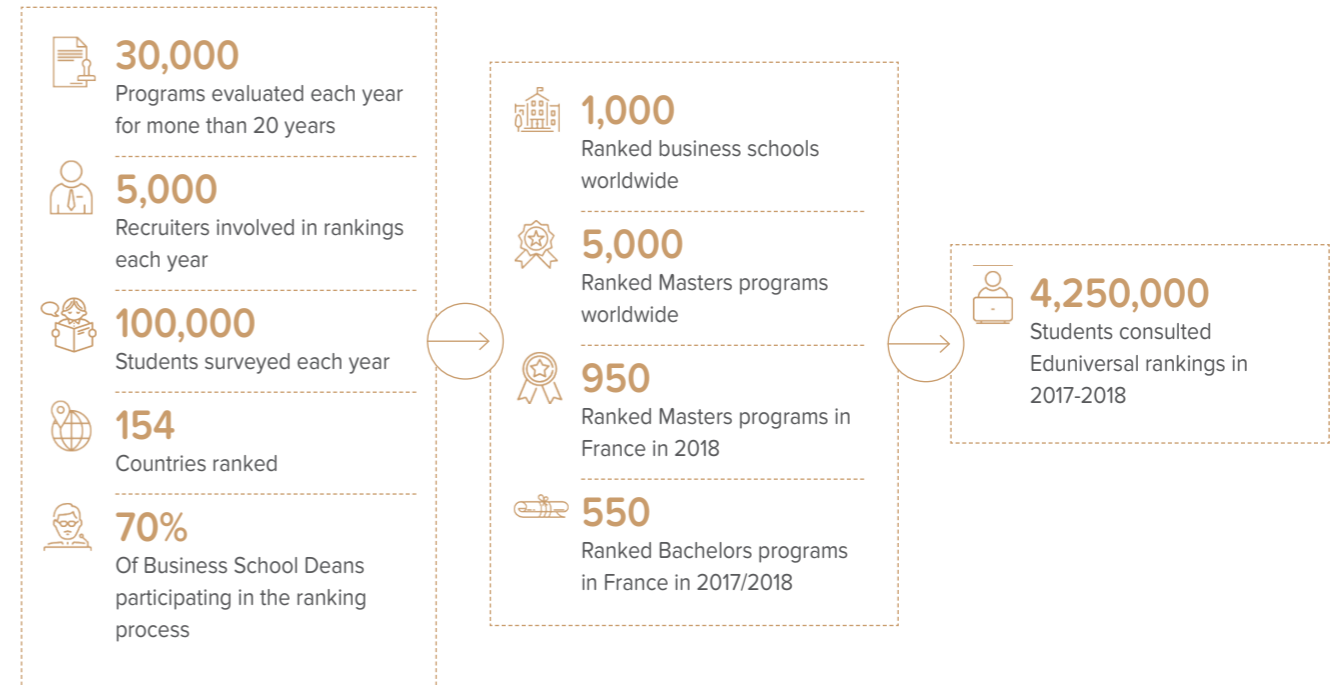 30,000
Programs evaluated each year
for mone than 20 years
5,000
Recruiters involved in rankings
each year
100,000
Students surveyed each year
154
Countries ranked
70%
Of Business School Deans
participating in the ranking
process
1,000
Ranked business schools
worldwide
5,000
Ranked Masters programs
worldwide
950
Ranked Masters programs in
France in 2018
550
Ranked Bachelors programs
in France in 2017/2018
4,250,000
Students consulted
Eduniversal rankings in
2017-2018